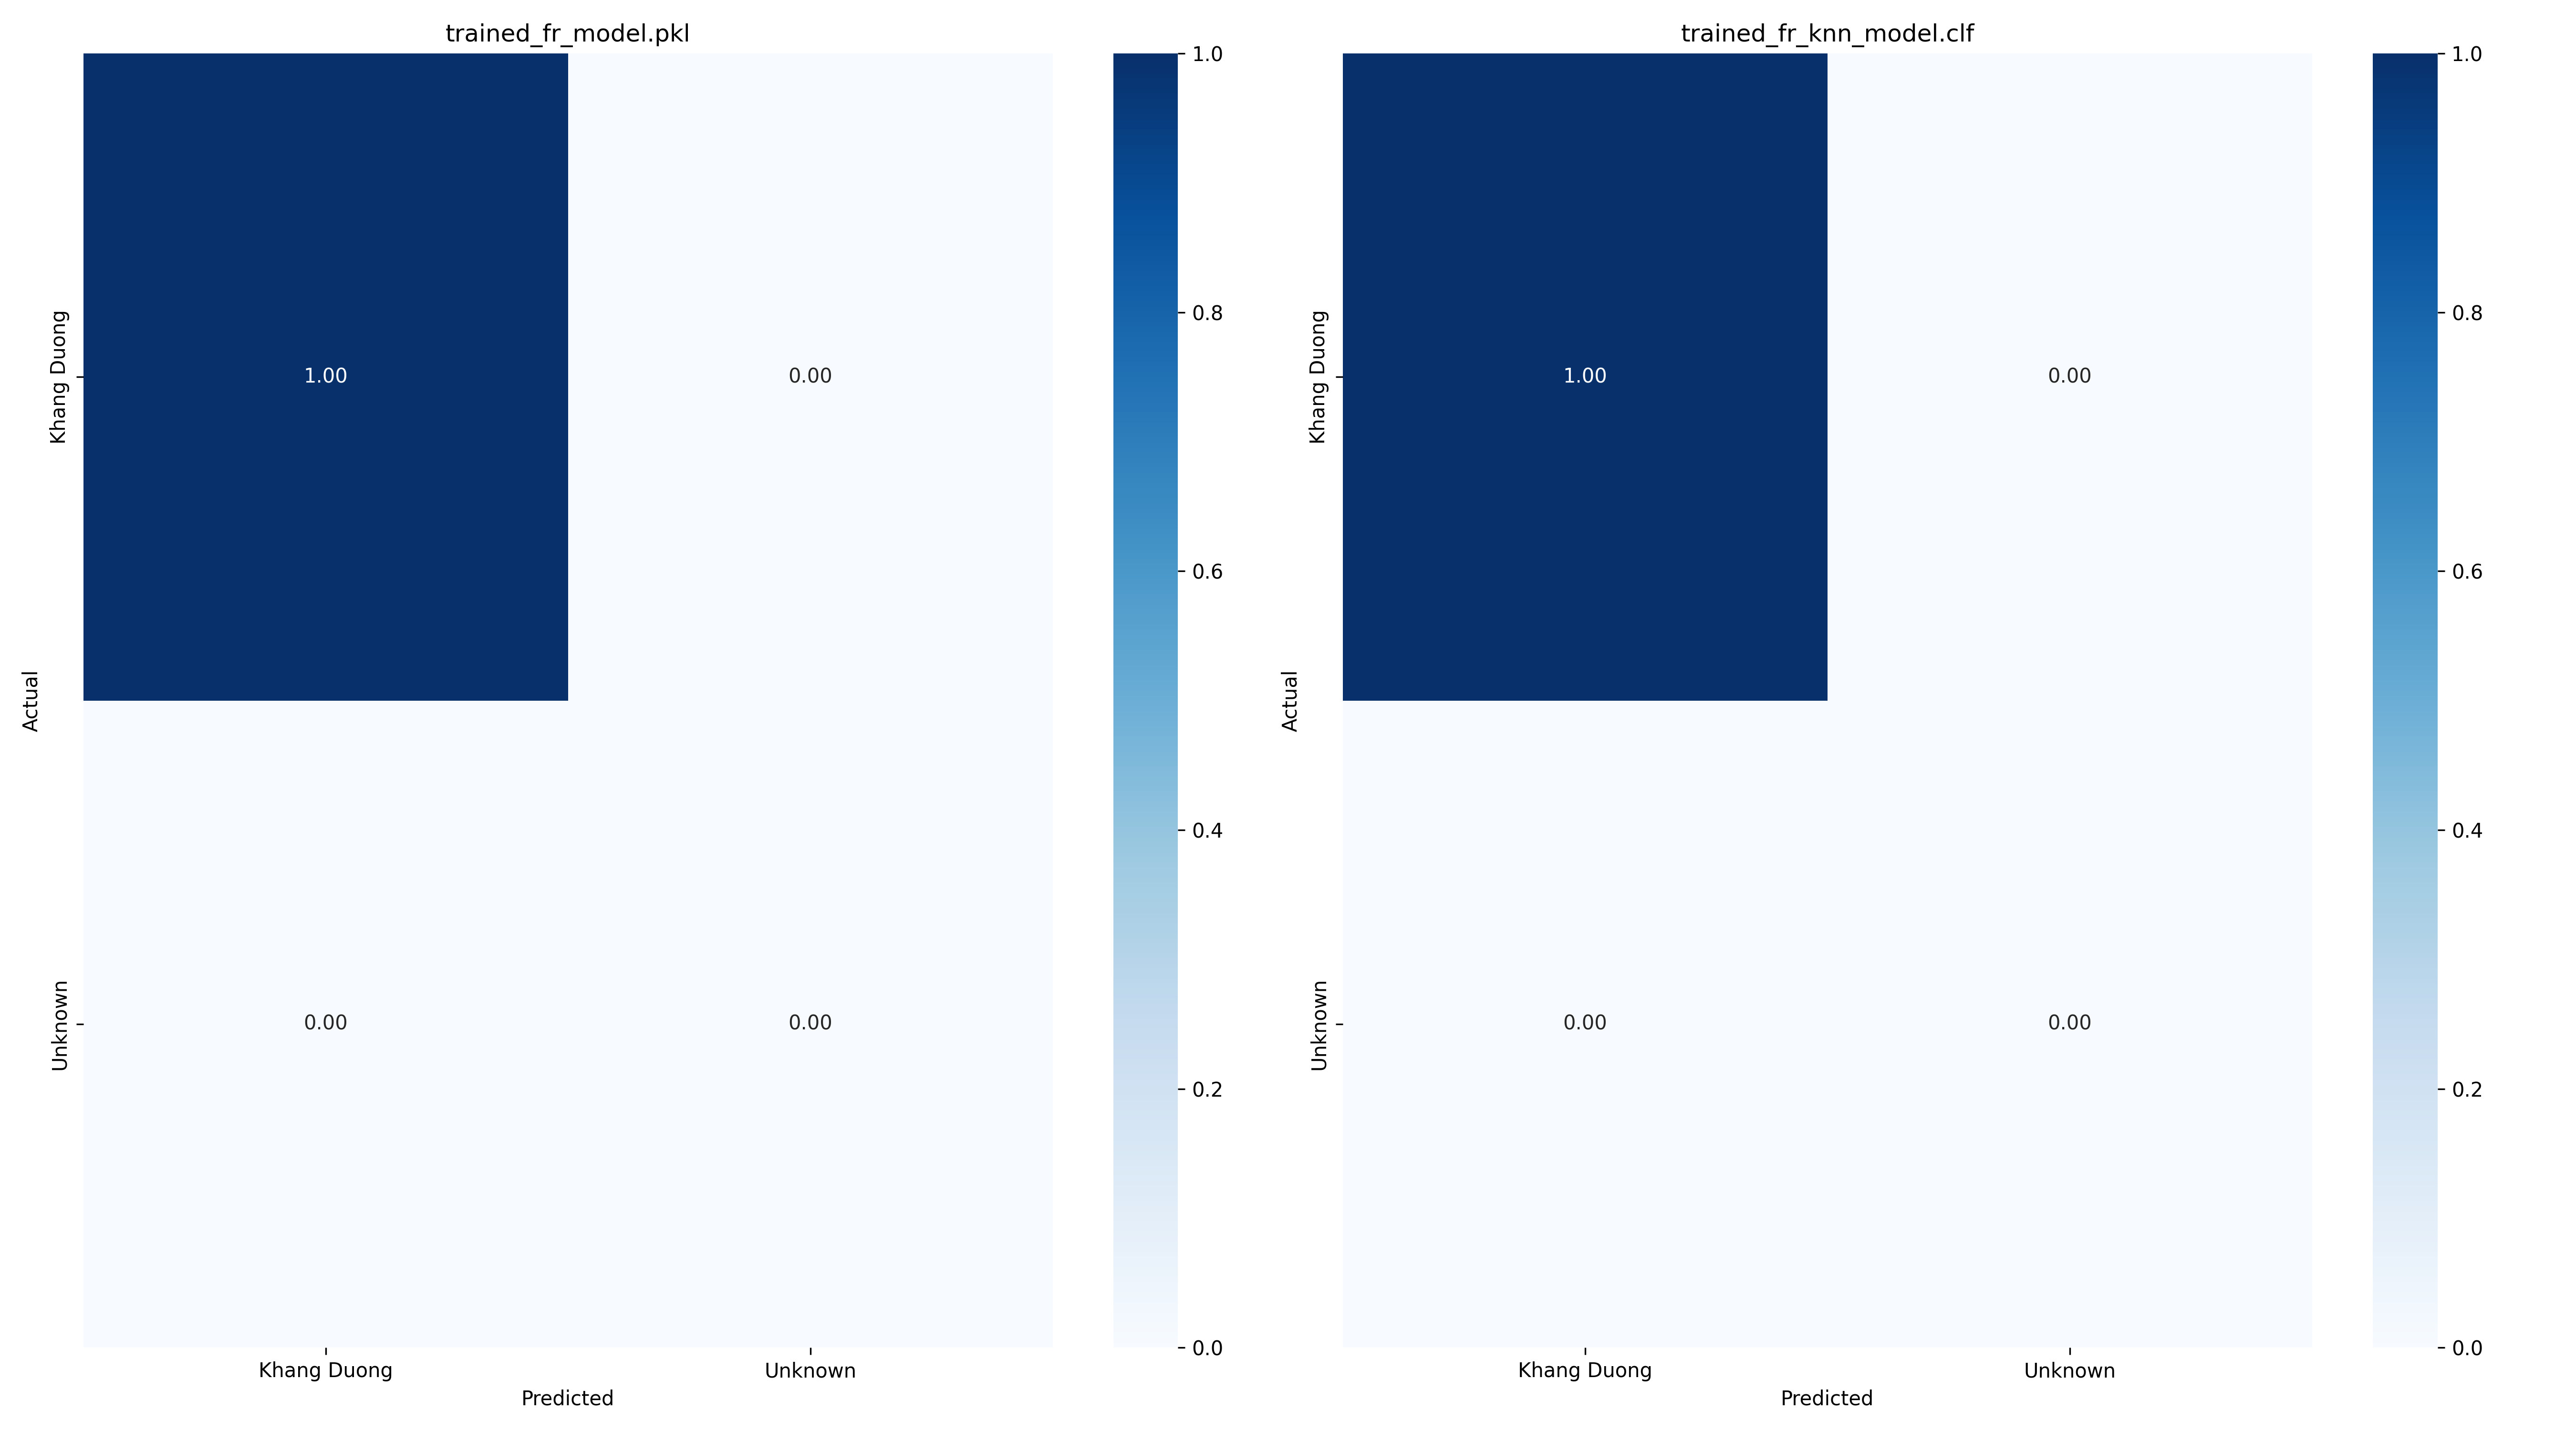 trained_fr_model.pkl
Actual
Khang Duong
Unknown
1.00 0.00
0.00 0.00
Khang Duong Unknown
Predicted
1.0
0.8
0.6
0.4
0.2
0.0
trained_fr_knn_model.clf
Actual
Khang Duong
Unknown
1.00 0.00
0.00 0.00
Khang Duong Unknown
Predicted
1.0
0.8
0.6
0.4
0.2
0.0